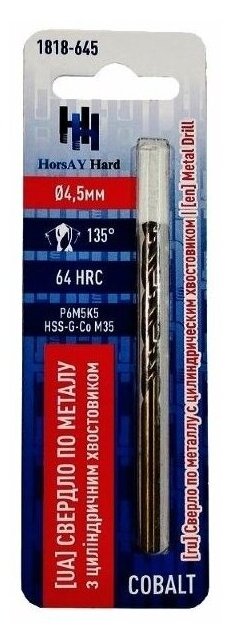 1818-645
HorsAY Hard
Ø4,5мм
135°
64 HRC
Р6М5К5
HSS-G-Co M35
[UA] СВЕРДЛО ПО МЕТАЛУ
з циліндричним хвостовиком
[ru] Сверло по металлу с цилиндрическим хвостовиком | [en] Metal Drill
COBALT